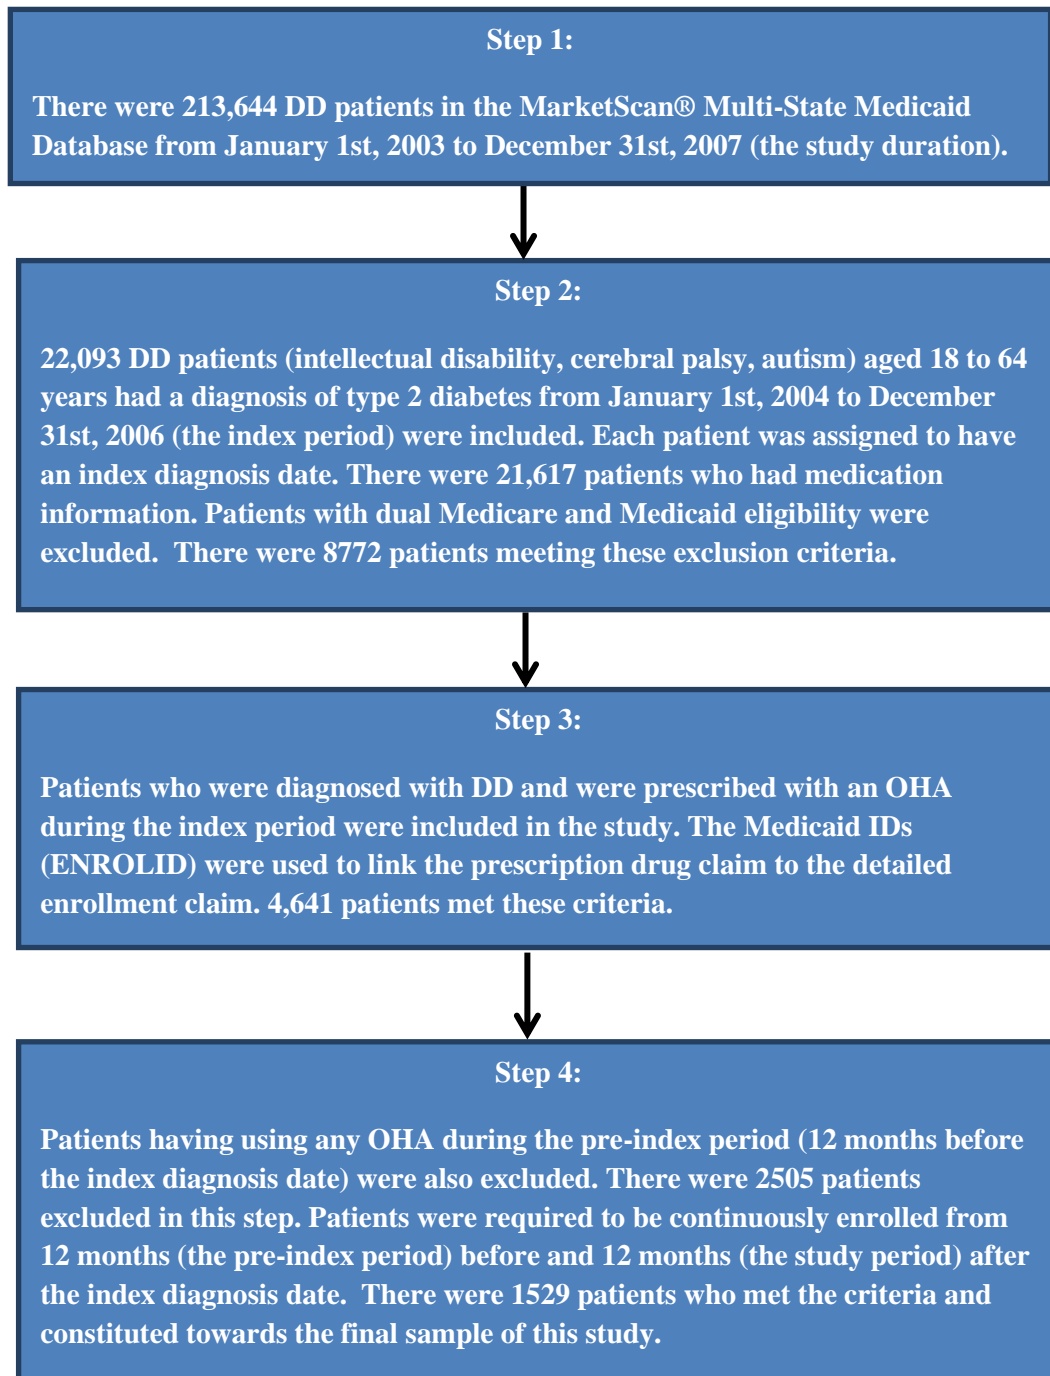 Step 1:
There were 213,644 DD patients in the MarketScan® Multi-State Medicaid
Database from January 1st, 2003 to December 31st, 2007 (the study duration).
Step 2:
22,093 DD patients (intellectual disability, cerebral palsy, autism) aged 18 to 64
years had a diagnosis of type 2 diabetes from January 1st, 2004 to December
31st, 2006 (the index period) were included. Each patient was assigned to have
an index diagnosis date. There were 21,617 patients who had medication
information. Patients with dual Medicare and Medicaid eligibility were
excluded.  There were 8772 patients meeting these exclusion criteria.
Step 3:
Patients who were diagnosed with DD and were prescribed with an OHA
during the index period were included in the study. The Medicaid IDs
(ENROLID) were used to link the prescription drug claim to the detailed
enrollment claim. 4,641 patients met these criteria.
Step 4:
Patients having using any OHA during the pre-index period (12 months before
the index diagnosis date) were also excluded. There were 2505 patients
excluded in this step. Patients were required to be continuously enrolled from
12 months (the pre-index period) before and 12 months (the study period) after
the index diagnosis date.  There were 1529 patients who met the criteria and
constituted towards the final sample of this study.